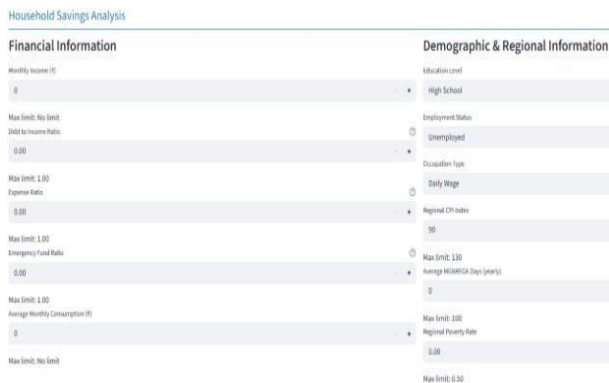 Household Savings Analysis
Financial Information
Monthly Income (₹)
0
- +
Max limit: No limit
Debt to Income Ratio
0.00
- +
Max limit: 1.00
Expense Ratio
0.00
- +
Max limit: 1.00
Emergency Fund Ratio
0.00
- +
Max limit: 1.00
Average Monthly Consumption (₹)
0
- +
Max limit: No limit
Demographic & Regional Information
Education Level
High School
Employment Status
Unemployed
Occupation Type
Daily Wage
Regional CPI Index
90
Max limit: 130
Average MGNREGA Days (yearly)
0
Max limit: 100
Regional Poverty Rate
0.00
Max limit: 0.50